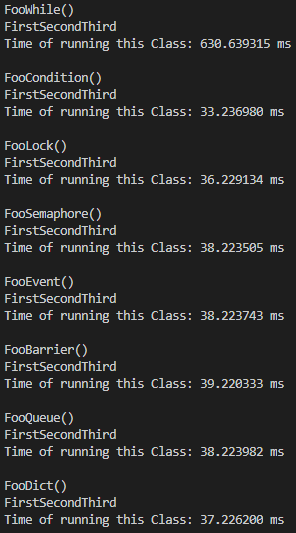 FooWhile()
FirstSecondThird
Time of running this Class: 630.639315 ms
FooCondition()
FirstSecondThird
Time of running this Class: 33.236980 ms
FooLock()
FirstSecondThird
Time of running this Class: 36.229134 ms
FooSemaphore()
FirstSecondThird
Time of running this Class: 38.223505 ms
FooEvent()
FirstSecondThird
Time of running this Class: 38.223743 ms
FooBarrier()
FirstSecondThird
Time of running this Class: 39.220333 ms
FooQueue()
FirstSecondThird
Time of running this Class: 38.223982 ms
FooDict()
FirstSecondThird
Time of running this Class: 37.226200 ms